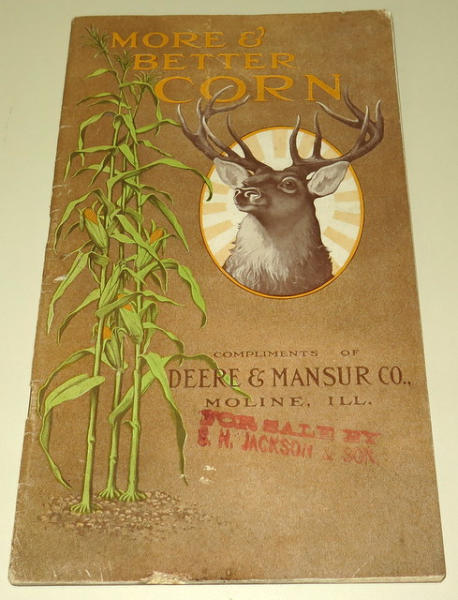 MORE &
BETTER
CORN
COMPLIMENTS OF
DEERE & MANSUR CO.,
MOLINE, ILL.
FOR SALE BY
S. H. JACKSON & SON.